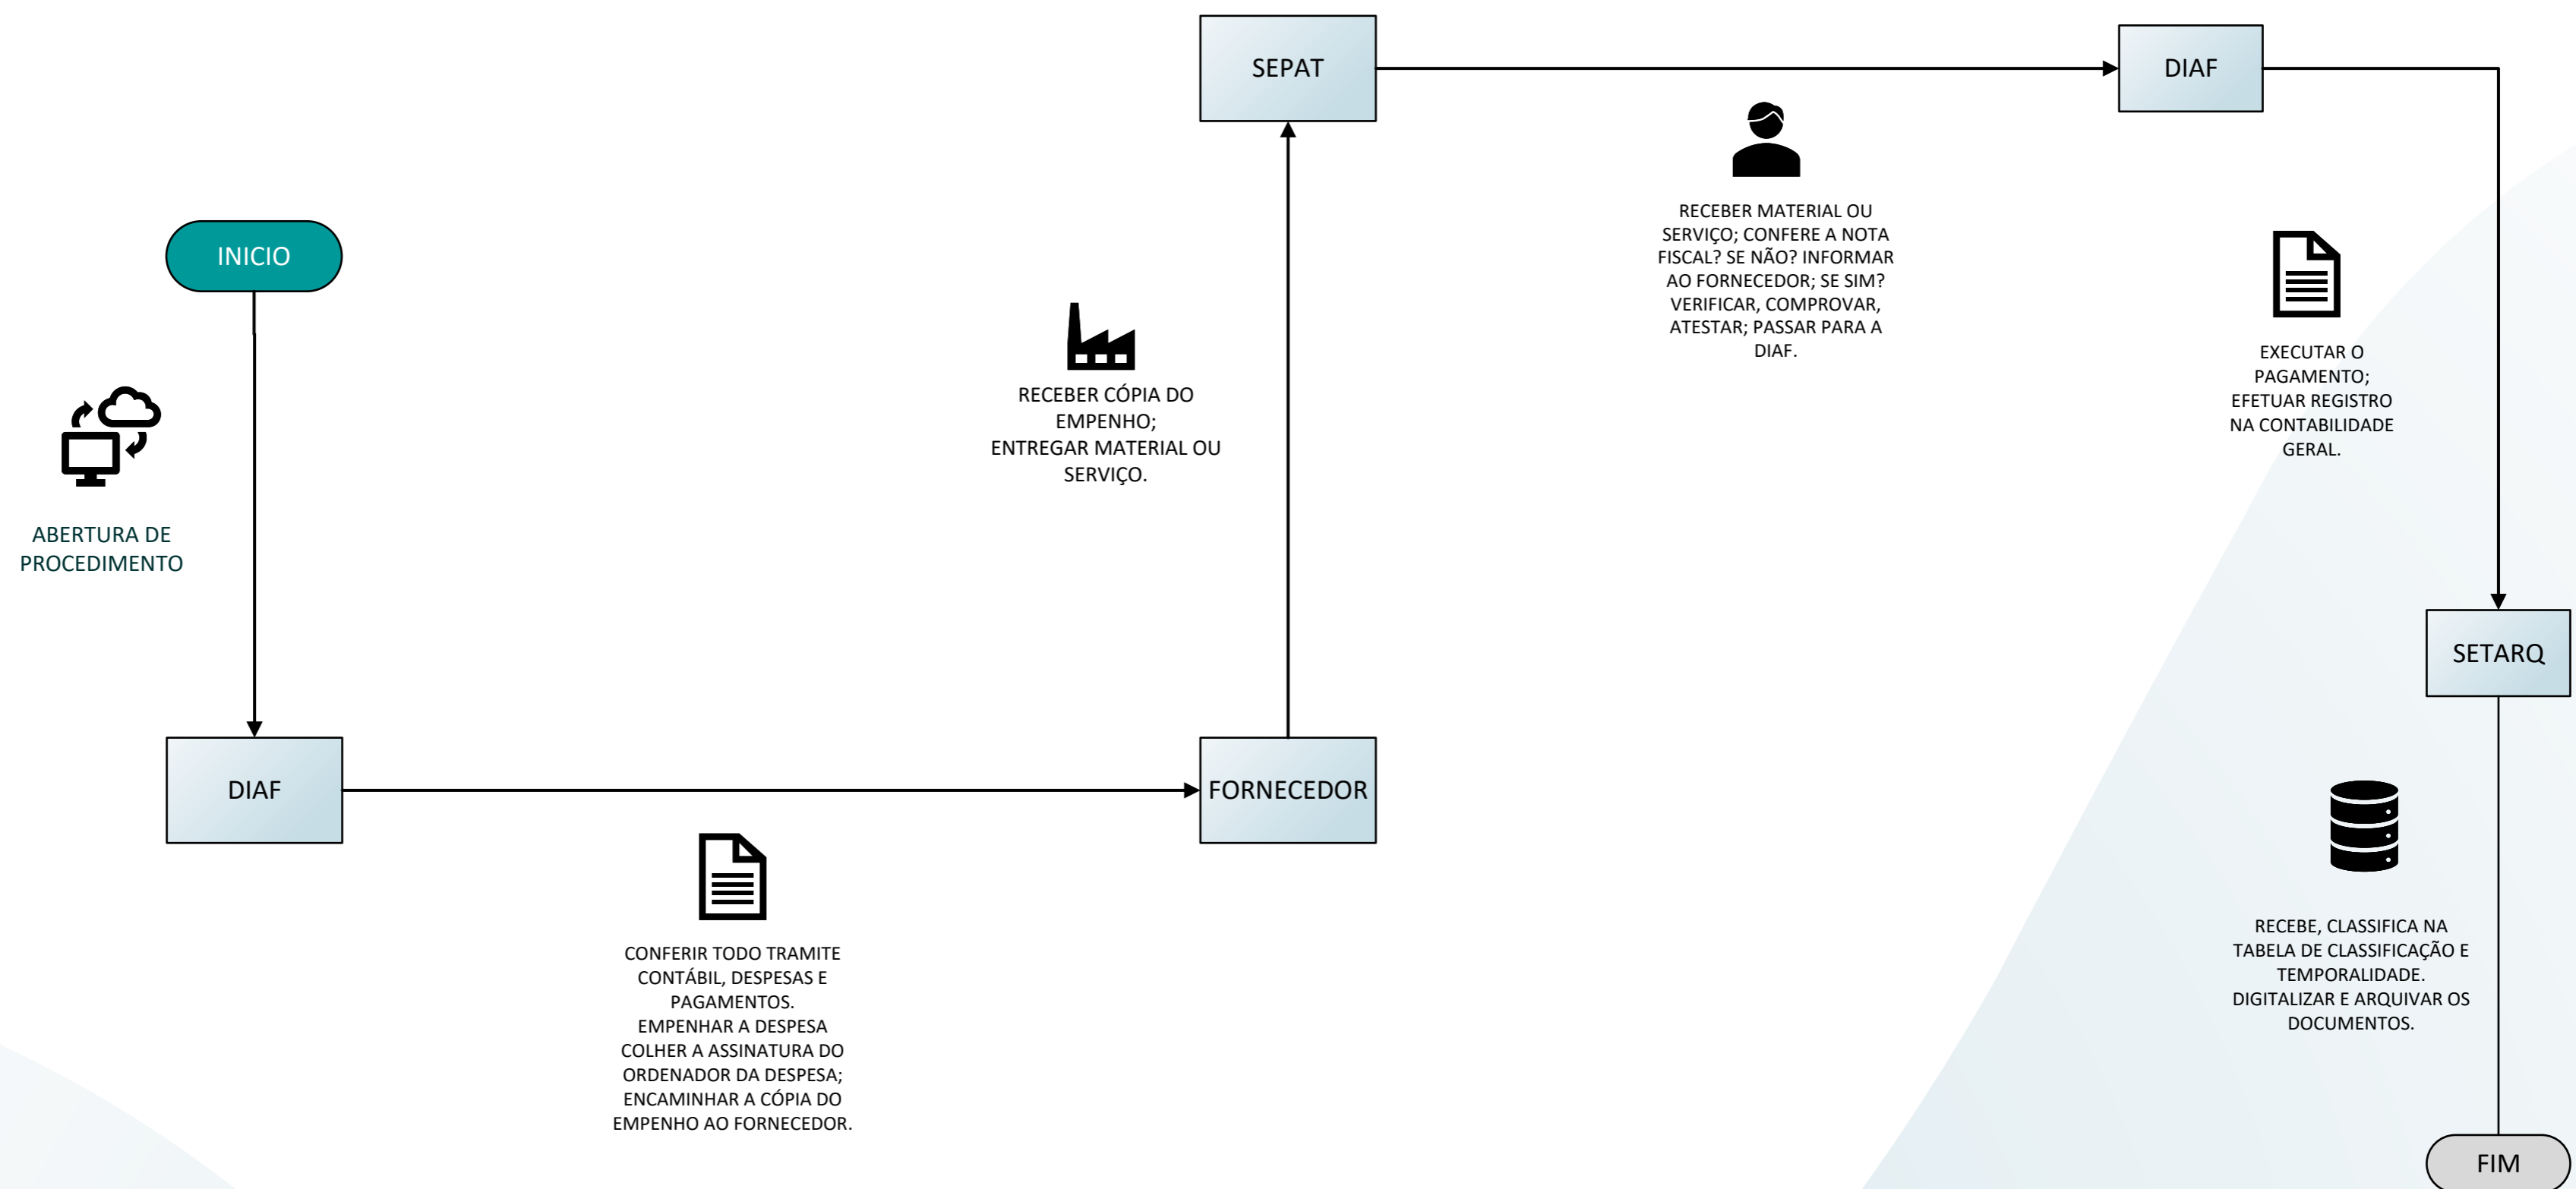 INICIO
ABERTURA DE
PROCEDIMENTO
DIAF
CONFERIR TODO TRAMITE
CONTÁBIL, DESPESAS E
PAGAMENTOS.
EMPENHAR A DESPESA
COLHER A ASSINATURA DO
ORDENADOR DA DESPESA;
ENCAMINHAR A CÓPIA DO
EMPENHO AO FORNECEDOR.
FORNECEDOR
RECEBER CÓPIA DO
EMPENHO;
ENTREGAR MATERIAL OU
SERVIÇO.
SEPAT
RECEBER MATERIAL OU
SERVIÇO; CONFERE A NOTA
FISCAL? SE NÃO? INFORMAR
AO FORNECEDOR; SE SIM?
VERIFICAR, COMPROVAR,
ATESTAR; PASSAR PARA A
DIAF.
DIAF
EXECUTAR O
PAGAMENTO;
EFETUAR REGISTRO
NA CONTABILIDADE
GERAL.
SETARQ
RECEBE, CLASSIFICA NA
TABELA DE CLASSIFICAÇÃO E
TEMPORALIDADE.
DIGITALIZAR E ARQUIVAR OS
DOCUMENTOS.
FIM